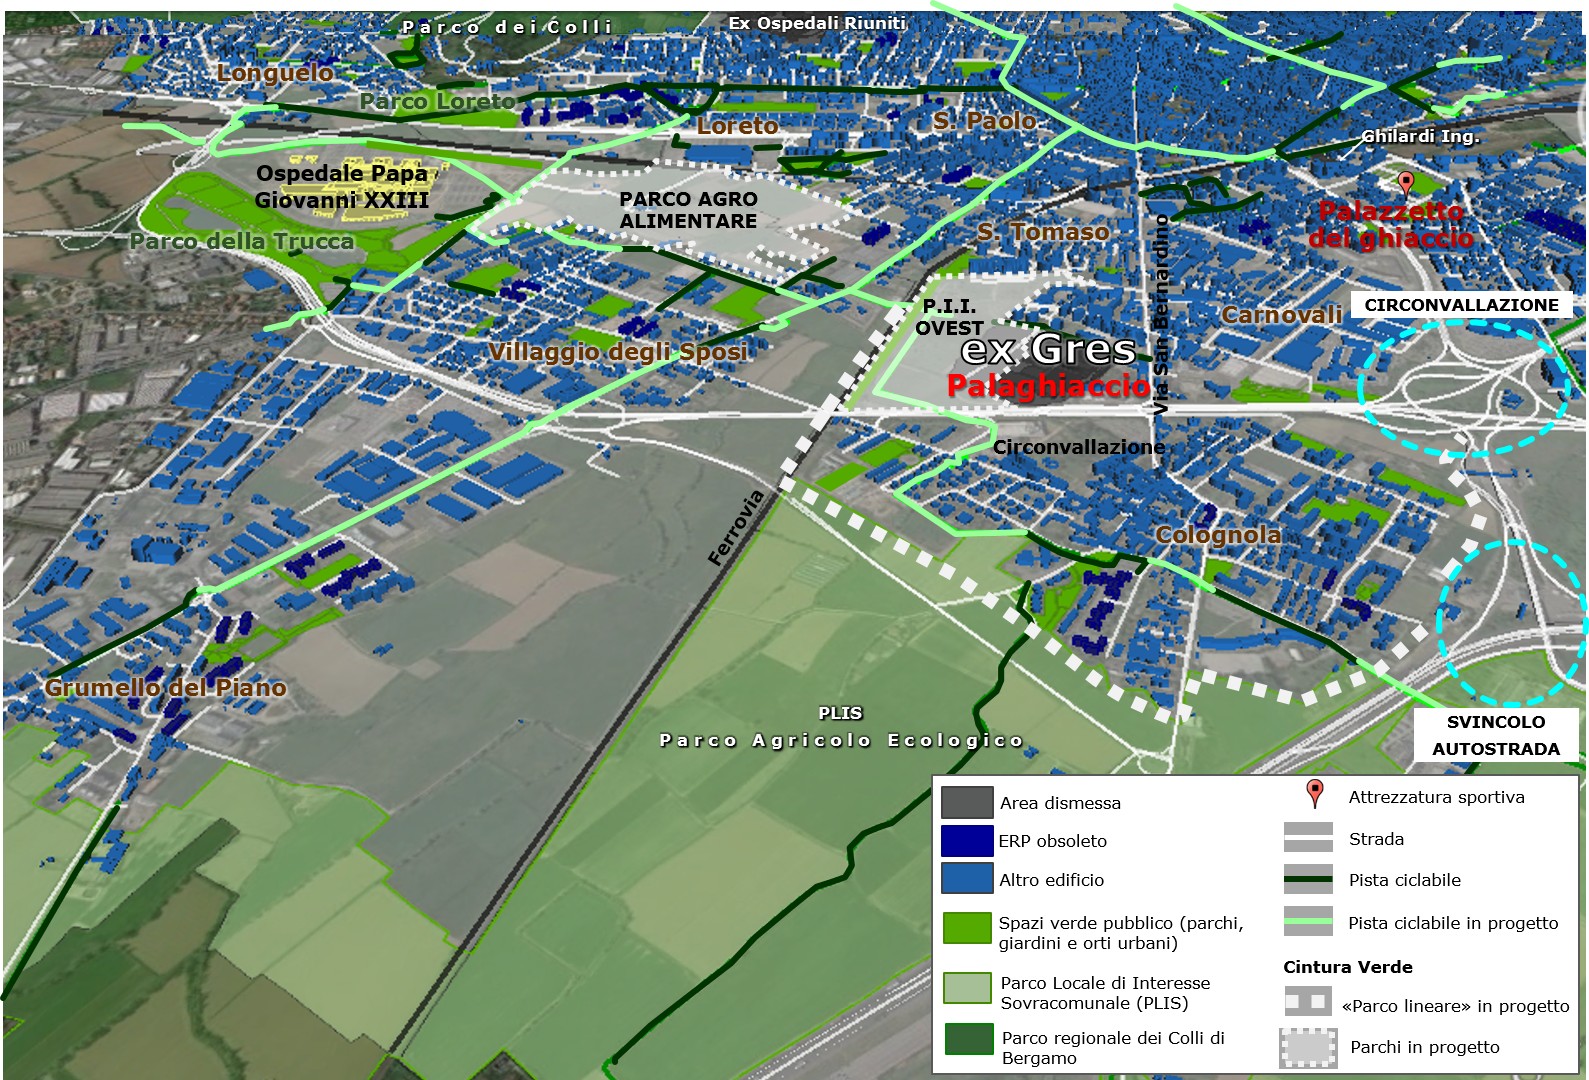 Parco dei Colli
Ex Ospedali Riuniti
Longuelo
Parco Loreto
Loreto
S. Paolo
Ghilardi Ing.
Ospedale Papa
Giovanni XXIII
PARCO AGRO
ALIMENTARE
Palazzetto
del ghiaccio
Parco della Trucca
S. Tomaso
Via San Bernardino
P.I.I.
OVEST
Carnovali
CIRCONVALLAZIONE
Villaggio degli Sposi
ex Gres
Palaghiaccio
Circonvallazione
Ferrovia
Colognola
Grumello del Piano
PLIS
Parco Agricolo Ecologico
SVINCOLO
AUTOSTRADA
Area dismessa
ERP obsoleto
Altro edificio
Spazi verde pubblico (parchi,
giardini e orti urbani)
Parco Locale di Interesse
Sovracomunale (PLIS)
Parco regionale dei Colli di
Bergamo
Attrezzatura sportiva
Strada
Pista ciclabile
Pista ciclabile in progetto
Cintura Verde
«Parco lineare» in progetto
Parchi in progetto